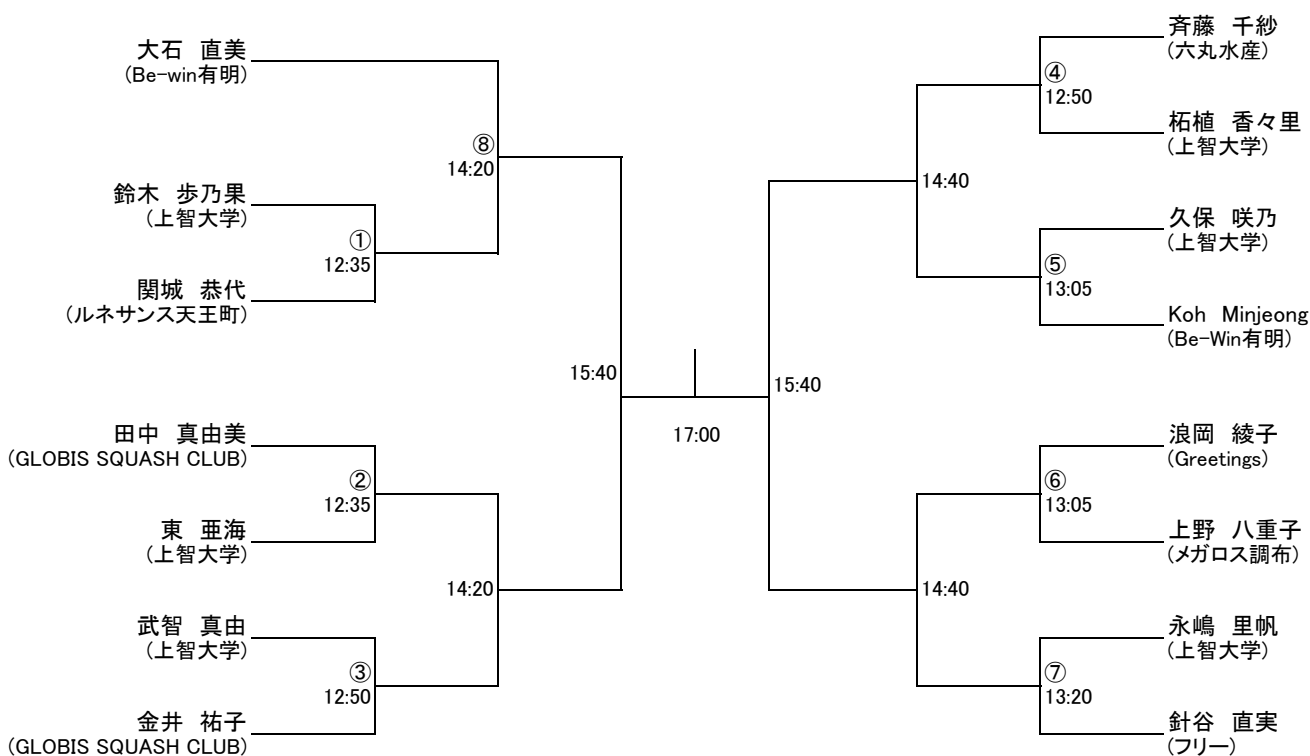 大石　直美
(Be-win有明)
⑧
14:20
鈴木　歩乃果
(上智大学)
①
12:35
関城　恭代
(ルネサンス天王町)
15:40
田中　真由美
(GLOBIS SQUASH CLUB)
②
12:35
東　亜海
(上智大学)
14:20
武智　真由
(上智大学)
③
12:50
金井　祐子
(GLOBIS SQUASH CLUB)
17:00
斉藤　千紗
(六丸水産)
④
12:50
柘植　香々里
(上智大学)
14:40
久保　咲乃
(上智大学)
⑤
13:05
Koh　Minjeong
(Be-Win有明)
15:40
浪岡　綾子
(Greetings)
⑥
13:05
上野　八重子
(メガロス調布)
14:40
永嶋　里帆
(上智大学)
⑦
13:20
針谷　直実
(フリー)